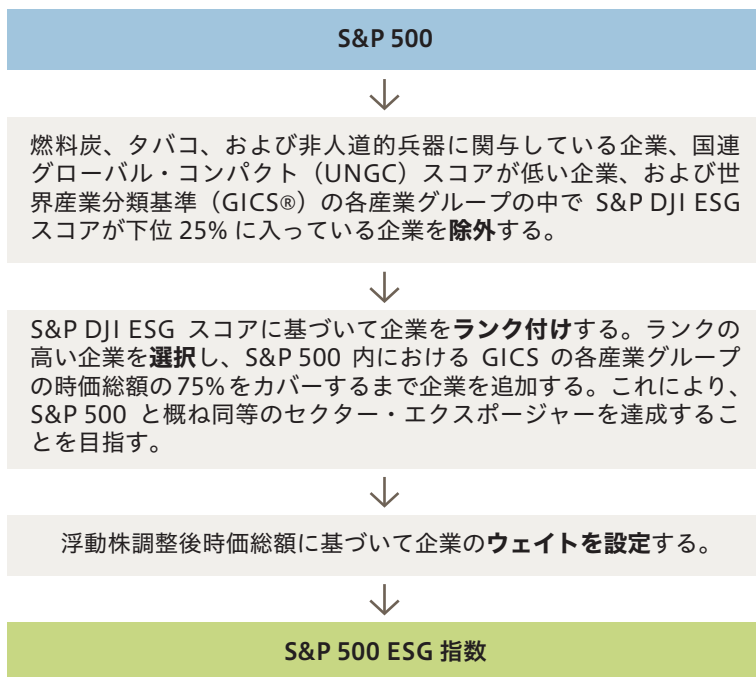 S&P 500
燃料炭、タバコ、および非人道的兵器に関与している企業、国連
グローバル・コンパクト（UNGC）スコアが低い企業、および世
界産業分類基準（GICS®）の各産業グループの中で S&P DJI ESG
スコアが下位 25% に入っている企業を除外する。
S&P DJI ESG スコアに基づいて企業をランク付けする。ランクの
高い企業を選択し、S&P 500 内における GICS の各産業グループ
の時価総額の75%をカバーするまで企業を追加する。これにより、
S&P 500 と概ね同等のセクター・エクスポージャーを達成するこ
とを目指す。
浮動株調整後時価総額に基づいて企業のウェイトを設定する。
S&P 500 ESG 指数